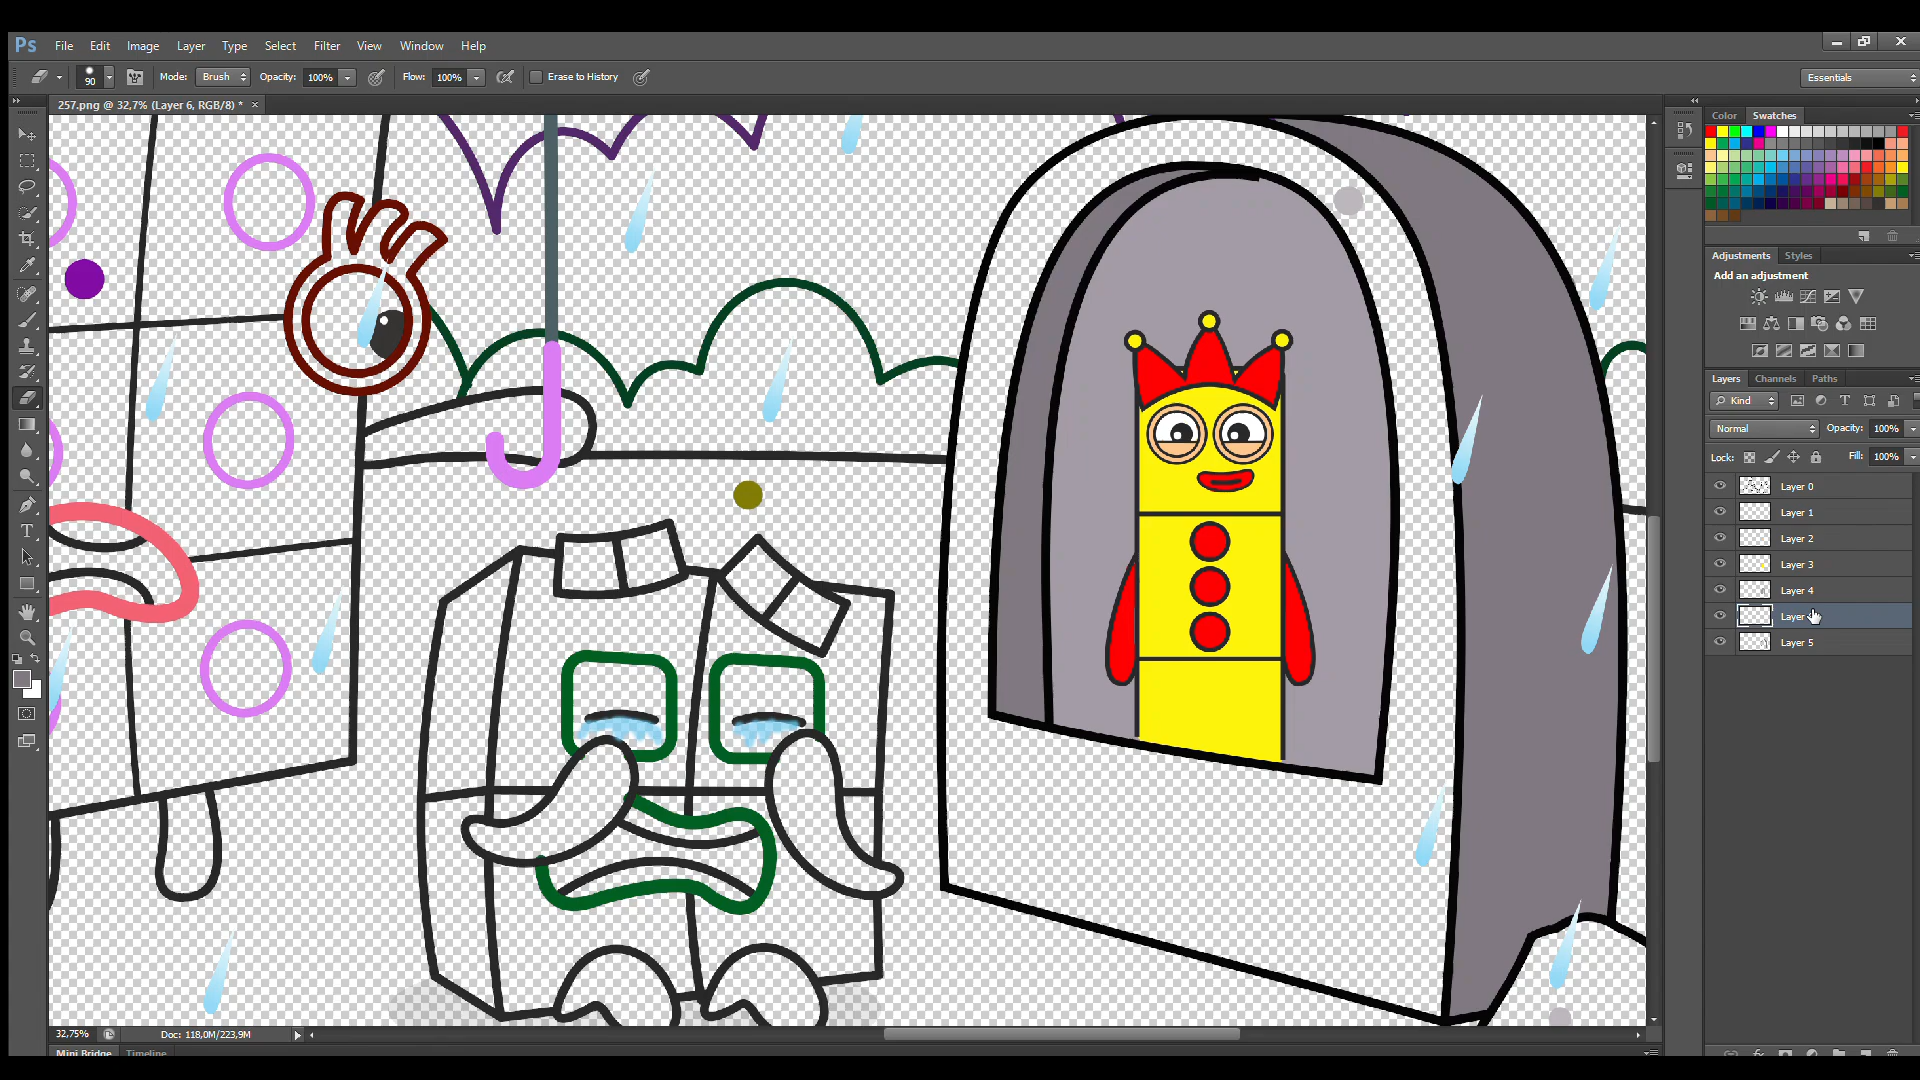 Ps File Edit Image Layer Type Select Filter View Window Help
90 Mode: Brush Opacity: 100% Flow: 100% Erase to History Essentials
257.png @ 32,7% (Layer 6, RGB/8) * ×
Color Swatches
Adjustments Styles
Add an adjustment
Layers Channels Paths
Kind
Normal Opacity: 100%
Lock: Fill: 100%
Layer 0
Layer 1
Layer 2
Layer 3
Layer 4
Layer
Layer 5
32,75% Doc: 118,0M/223,9M
Mini Bridge Timeline